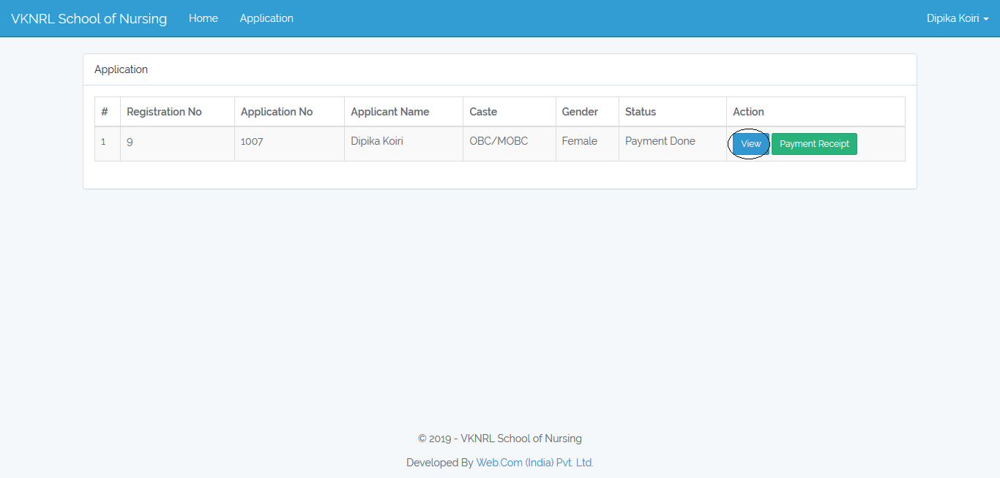 VKNRL School of Nursing Home Application Dipika Koiri
Application
# Registration No Application No Applicant Name Caste Gender Status Action
1 9 1007 Dipika Koiri OBC/MOBC Female Payment Done View Payment Receipt
© 2019 - VKNRL School of Nursing
Developed By Web.Com (India) Pvt. Ltd.